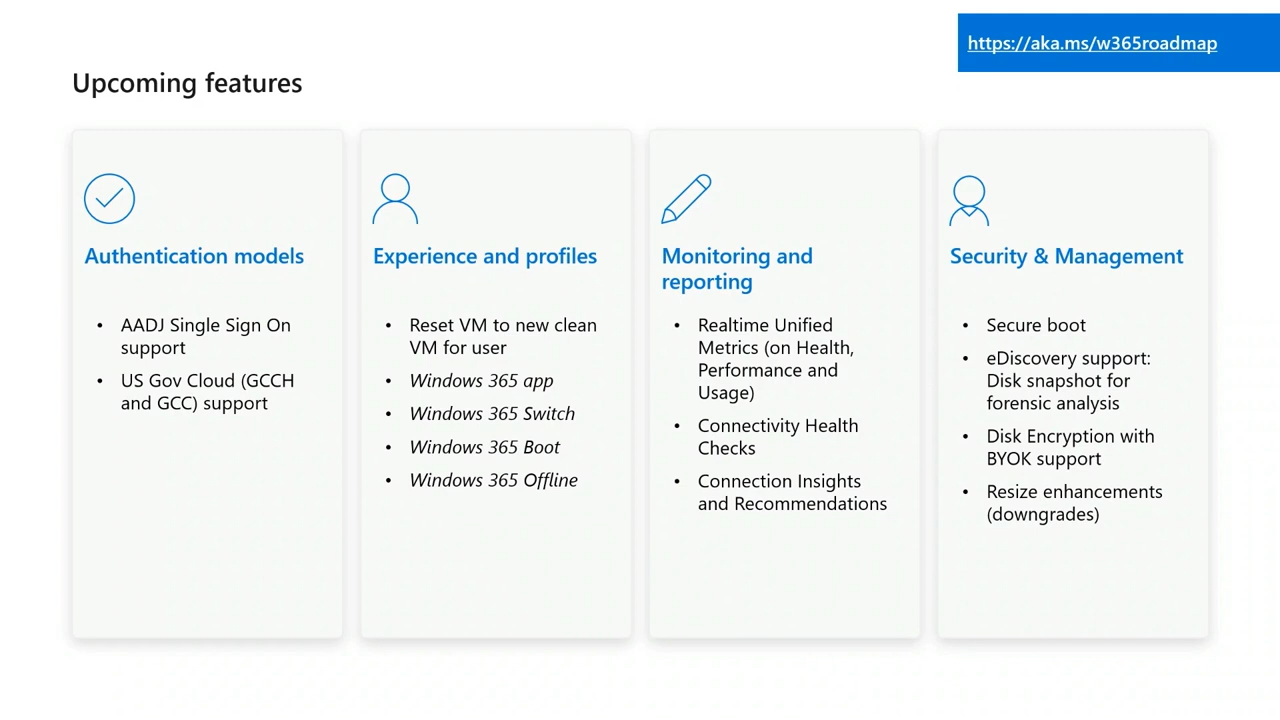 https://aka.ms/w365roadmap
Upcoming features
Authentication models
• AADJ Single Sign On
support
• US Gov Cloud (GCCH
and GCC) support
Experience and profiles
• Reset VM to new clean
VM for user
• Windows 365 app
• Windows 365 Switch
• Windows 365 Boot
• Windows 365 Offline
Monitoring and
reporting
• Realtime Unified
Metrics (on Health,
Performance and
Usage)
• Connectivity Health
Checks
• Connection Insights
and Recommendations
Security & Management
• Secure boot
• eDiscovery support:
Disk snapshot for
forensic analysis
• Disk Encryption with
BYOK support
• Resize enhancements
(downgrades)